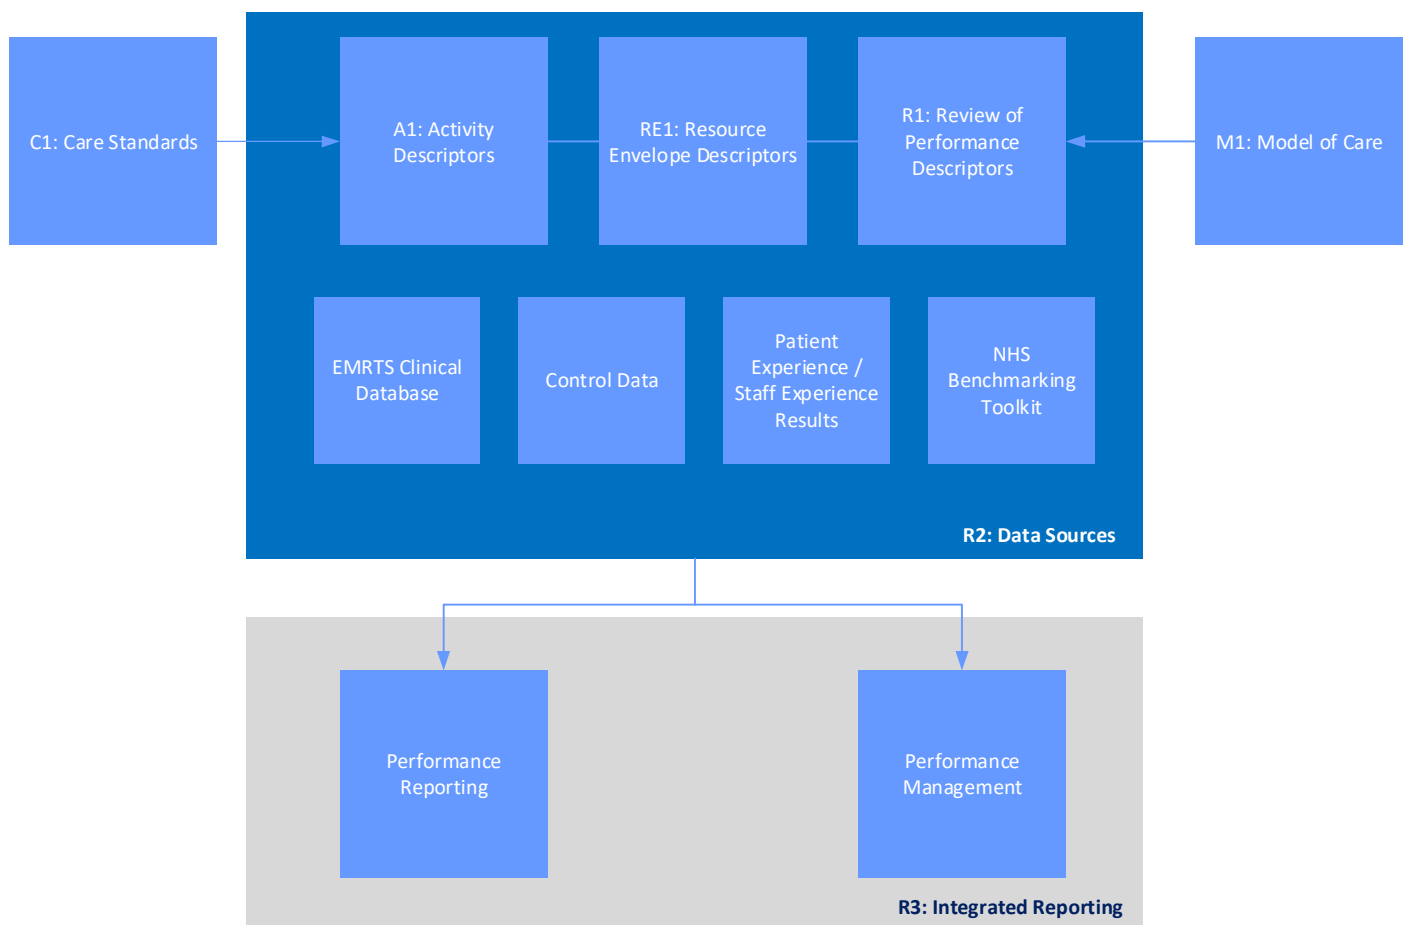 C1: Care Standards
A1: Activity
Descriptors
RE1: Resource
Envelope Descriptors
R1: Review of
Performance
Descriptors
M1: Model of Care
EMRTS Clinical
Database
Control Data
Patient
Experience /
Staff Experience
Results
NHS
Benchmarking
Toolkit
R2: Data Sources
Performance
Reporting
Performance
Management
R3: Integrated Reporting